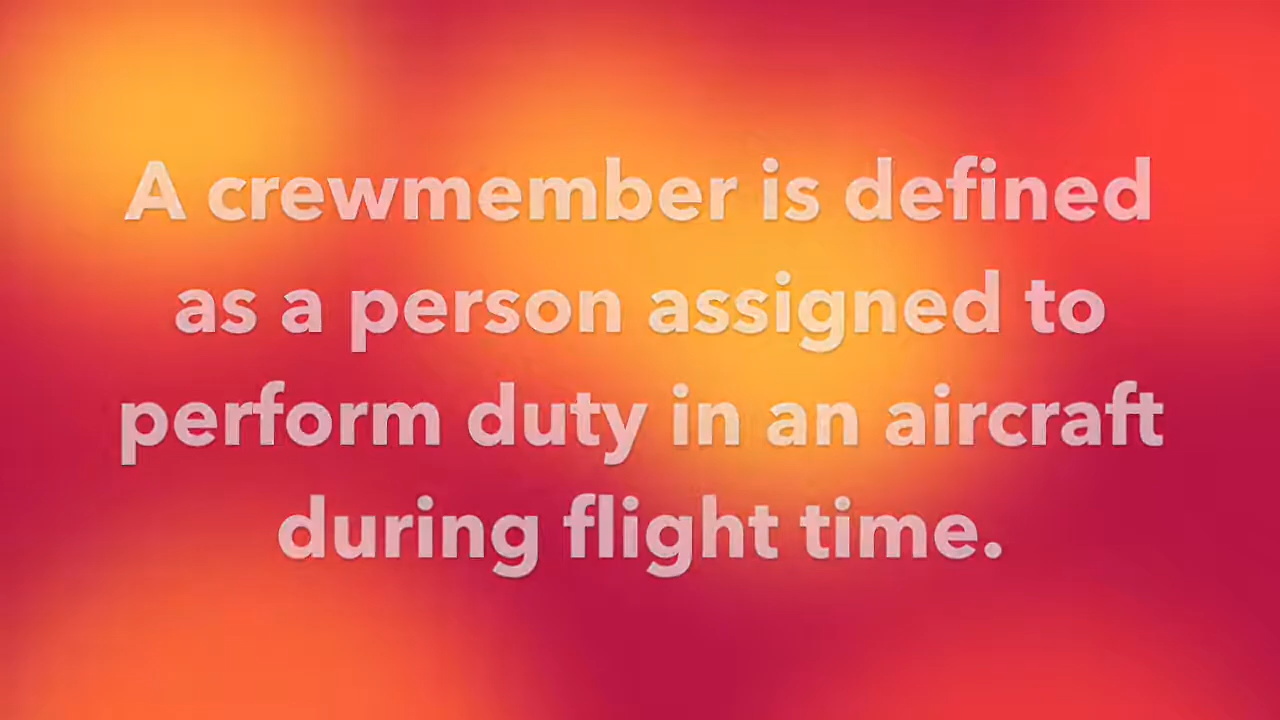 A crewmember is defined
as a person assigned to
perform duty in an aircraft
during flight time.